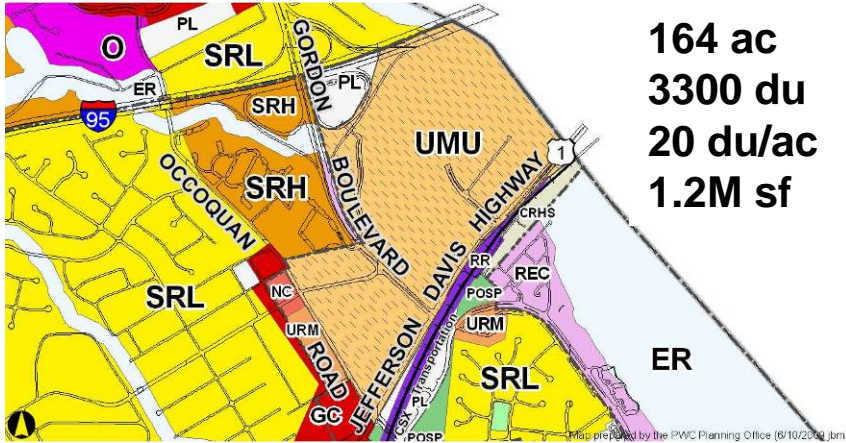 164 ac
3300 du
20 du/ac
1.2M sf
O
PL
SRL
GORDON
BOULEVARD
ER
95
SRH
PL
UMU
1
OCCOQUAN
ROAD
SRH
JEFFERSON DAVIS HIGHWAY
CRHS
RR
REC
POSP
SRL
NC
URM
URM
GC
CSX Transportation
PL
POSP
SRL
ER
Map prepared by the PWC Planning Office (6/10/2009 jbm